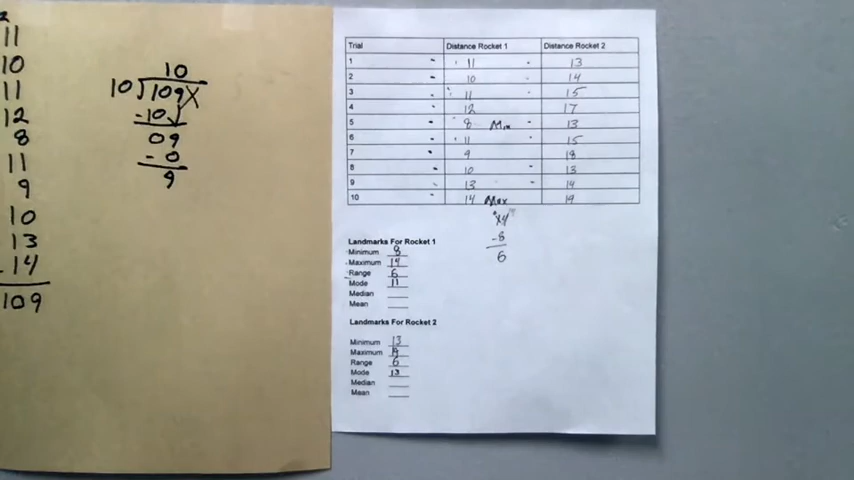 11
10
11
12
8
11
9
10
13
14
109
10
10 109
-10
09
-0
9
Trial Distance Rocket 1 Distance Rocket 2
1 11 13
2 10 14
3 11 15
4 12 17
5 8 Min 13
6 11 15
7 9 18
8 10 13
9 13 14
10 14 Max 19
14
-8
6
Landmarks For Rocket 1
Minimum 8
Maximum 14
Range 6
Mode 11
Median
Mean
Landmarks For Rocket 2
Minimum 13
Maximum 19
Range 6
Mode 13
Median
Mean